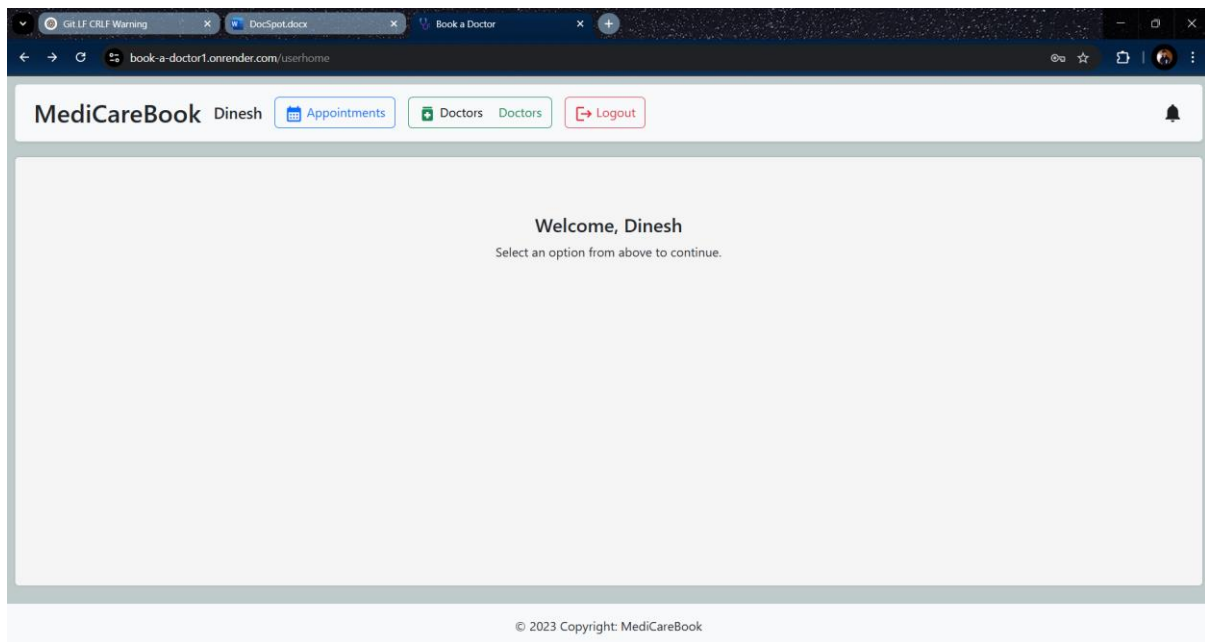 Git LF CRLF Warning DocSpot.docx Book a Doctor
book-a-doctor1.onrender.com/userhome
MediCareBook Dinesh Appointments Doctors Doctors Logout
Welcome, Dinesh
Select an option from above to continue.
© 2023 Copyright: MediCareBook